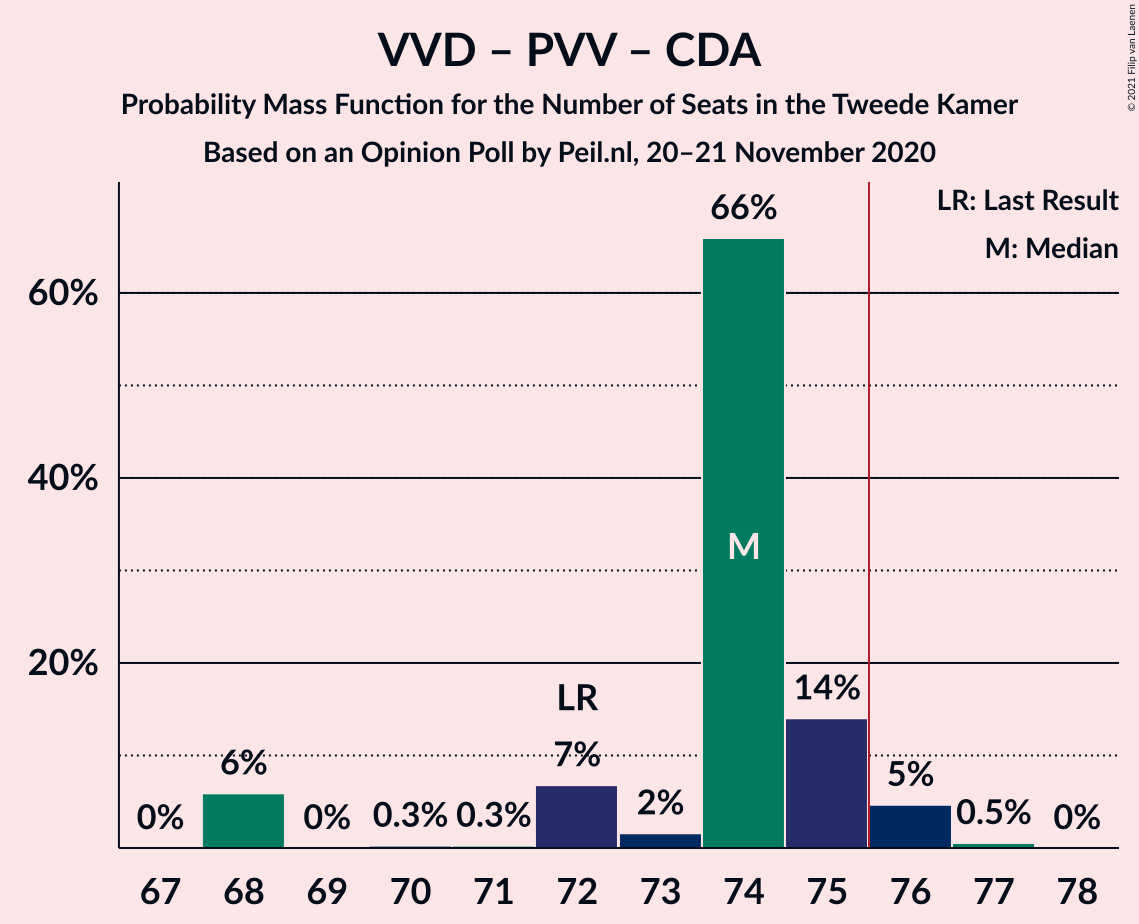 VVD – PVV – CDA
Probability Mass Function for the Number of Seats in the Tweede Kamer
Based on an Opinion Poll by Peil.nl, 20–21 November 2020
© 2021 Filip van Laenen
LR: Last Result
M: Median
60%
40%
20%
0%
6%
0%
0.3%
0.3%
LR
7%
2%
66%
M
14%
5%
0.5%
0%
67 68 69 70 71 72 73 74 75 76 77 78